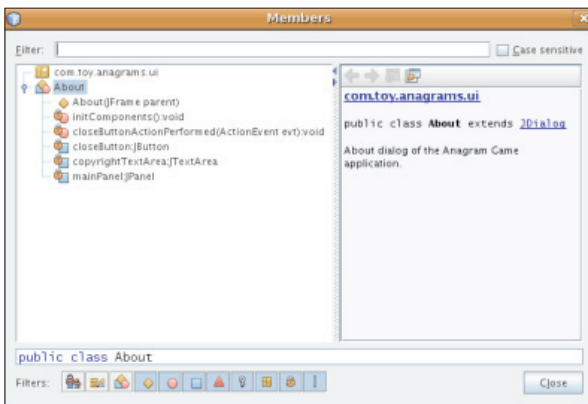 Members
Filter:
Case sensitive
com.toy.anagrams.ui
About
About(JFrame parent)
initComponents():void
closeButtonActionPerformed(ActionEvent evt):void
closeButton:JButton
copyrightTextArea:JTextArea
mainPanel:JPanel
com.toy.anagrams.ui
public class About extends JDialog
About dialog of the Anagram Game
application.
public class About
Filters:
Close